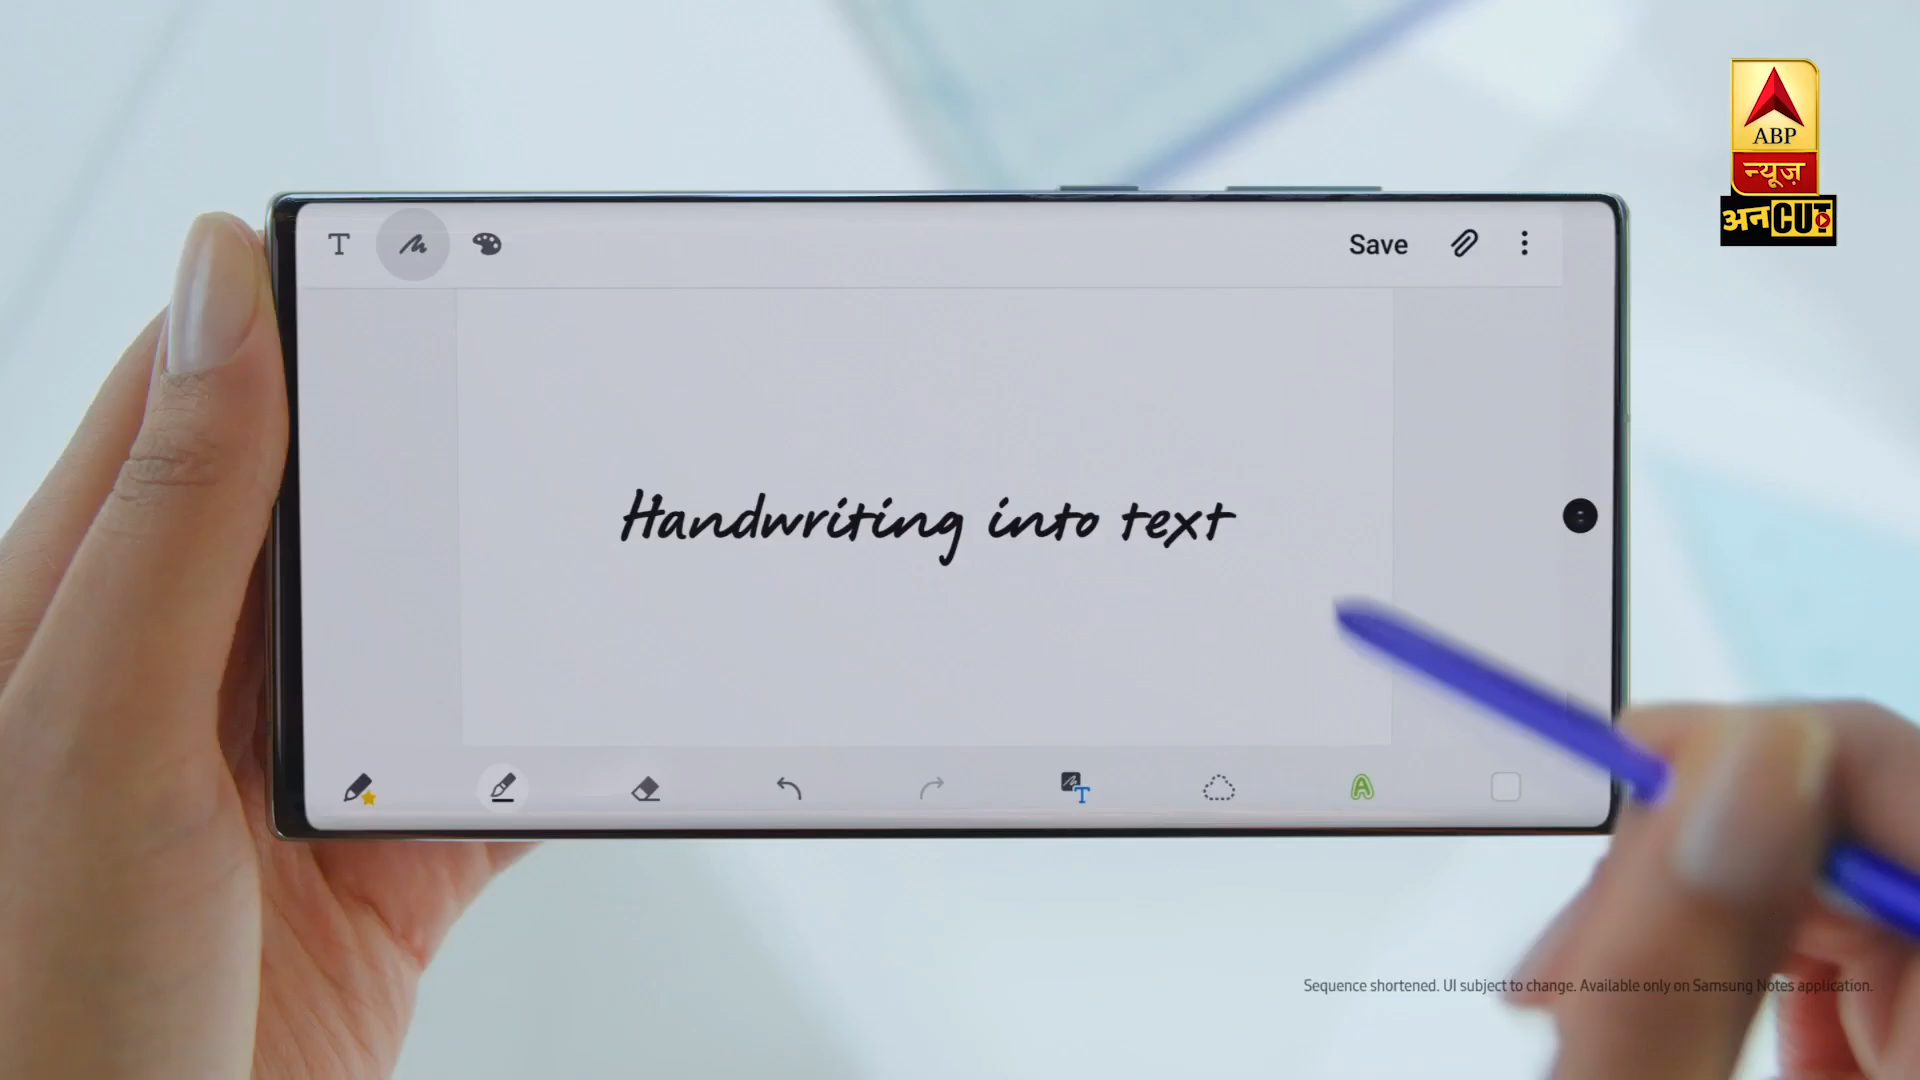 ABP
न्यूज़
अनCUT
T
Save
Handwriting into text
T
A
Sequence shortened. UI subject to change. Available only on Samsung Notes application.